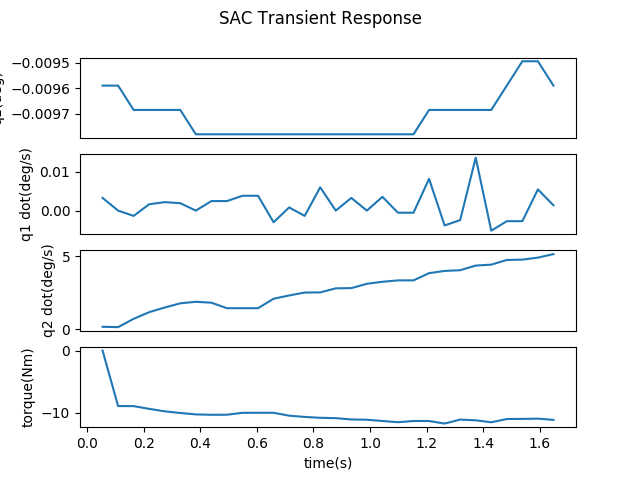 SAC Transient Response
−0.0095
−0.0096
−0.0097
0.01
0.00
q1 dot(deg/s)
5
0
q2 dot(deg/s)
0
−10
torque(Nm)
0.0 0.2 0.4 0.6 0.8 1.0 1.2 1.4 1.6
time(s)